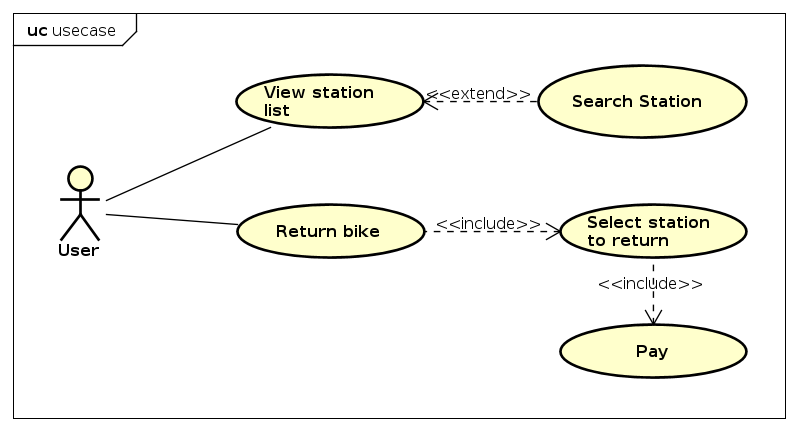 uc usecase
View station
list
<<extend>>
Search Station
User
Return bike
<<include>>
Select station
to return
<<include>>
Pay